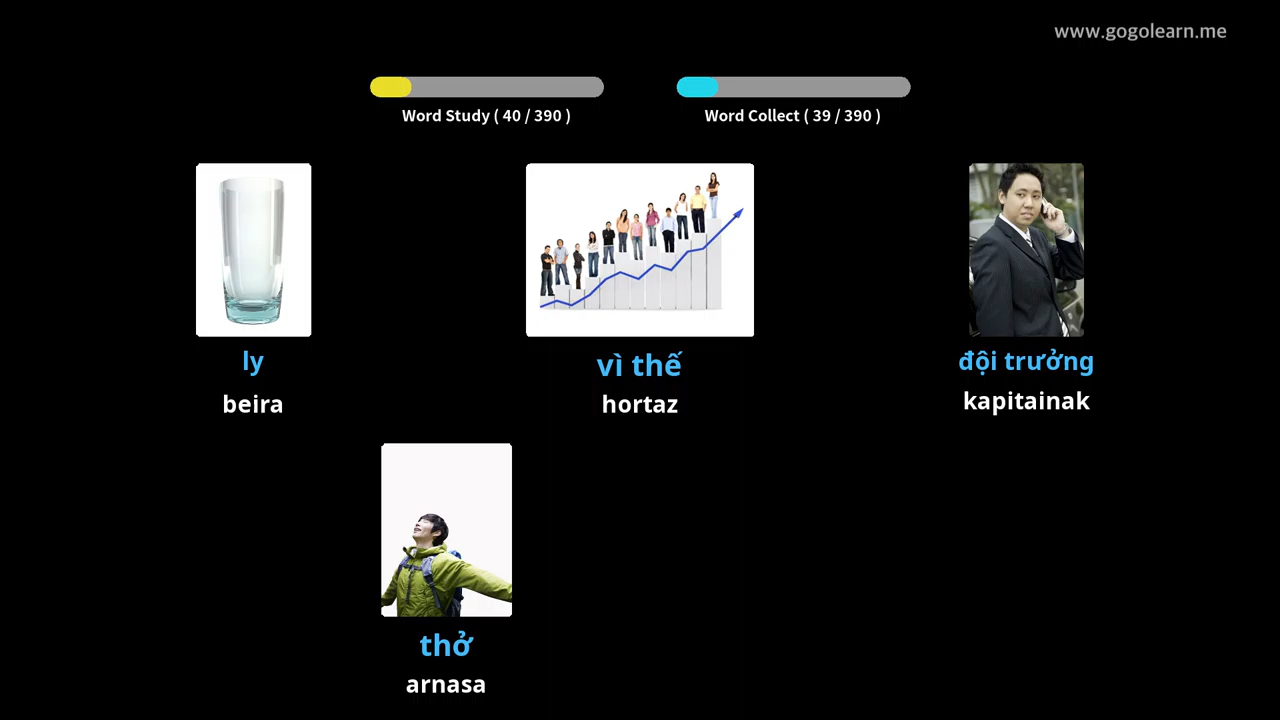 www.gogolearn.me
Word Study ( 40 / 390 )
Word Collect ( 39 / 390 )
ly
beira
vì thế
hortaz
đội trưởng
kapitainak
thở
arnasa